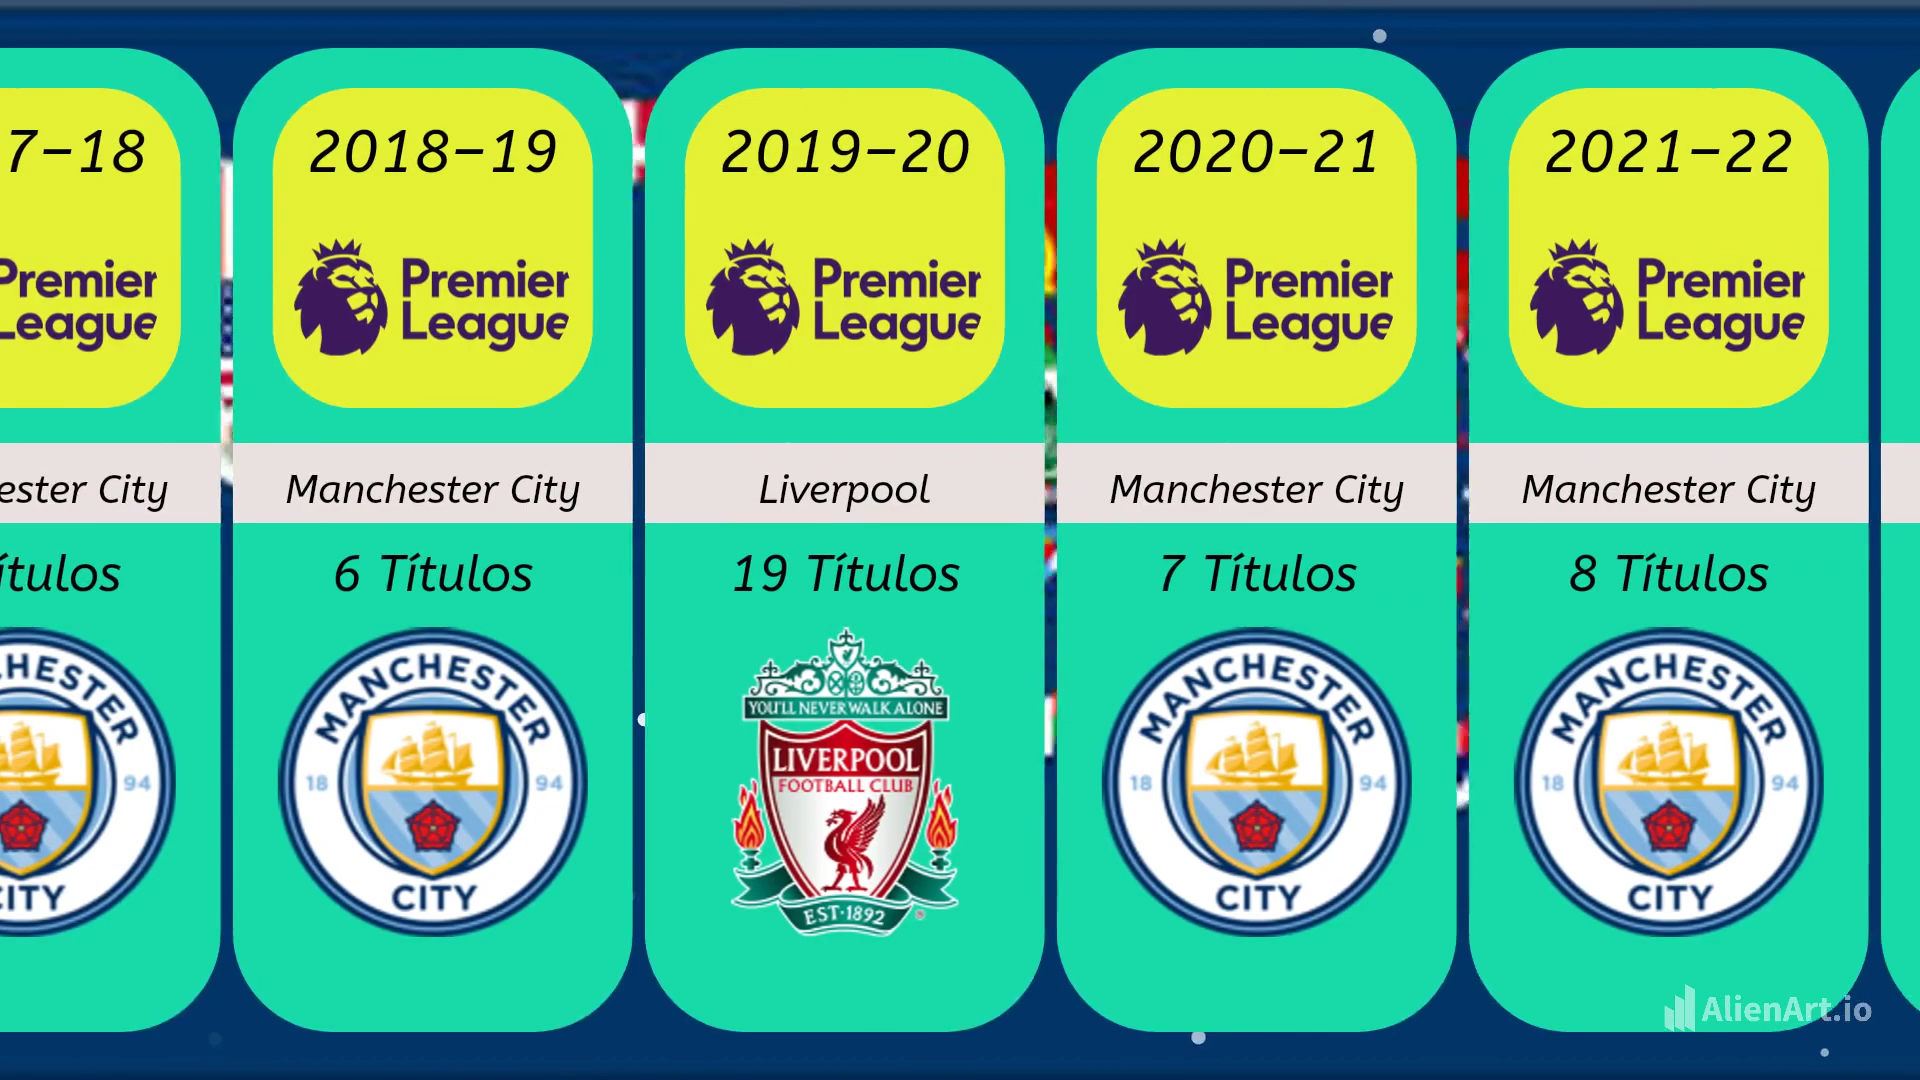 7-18
Premier
League
ester City
ítulos
CHESTER
94
CITY
2018-19
Premier
League
Manchester City
6 Títulos
MANCHESTER
18 94
CITY
2019-20
Premier
League
Liverpool
19 Títulos
YOU'LL NEVER WALK ALONE
LIVERPOOL
FOOTBALL CLUB
EST·1892
2020-21
Premier
League
Manchester City
7 Títulos
MANCHESTER
18 94
CITY
2021-22
Premier
League
Manchester City
8 Títulos
MANCHESTER
18 94
CITY
AlienArt.io